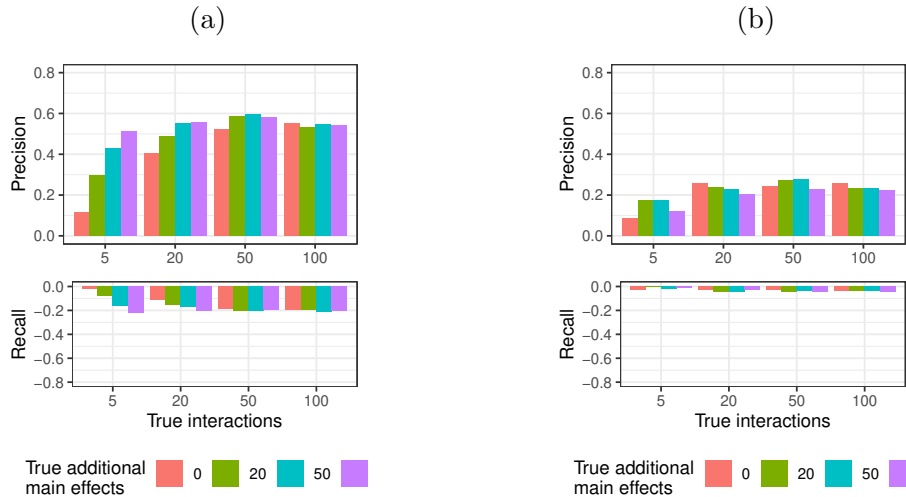 (a)
(b)
Precision
0.8
0.6
0.4
0.2
0.0
5 20 50 100
Recall
0.0
−0.2
−0.4
−0.6
−0.8
5 20 50 100
True interactions
True additional
main effects
0 20 50
Precision
0.8
0.6
0.4
0.2
0.0
5 20 50 100
Recall
0.0
−0.2
−0.4
−0.6
−0.8
5 20 50 100
True interactions
True additional
main effects
0 20 50